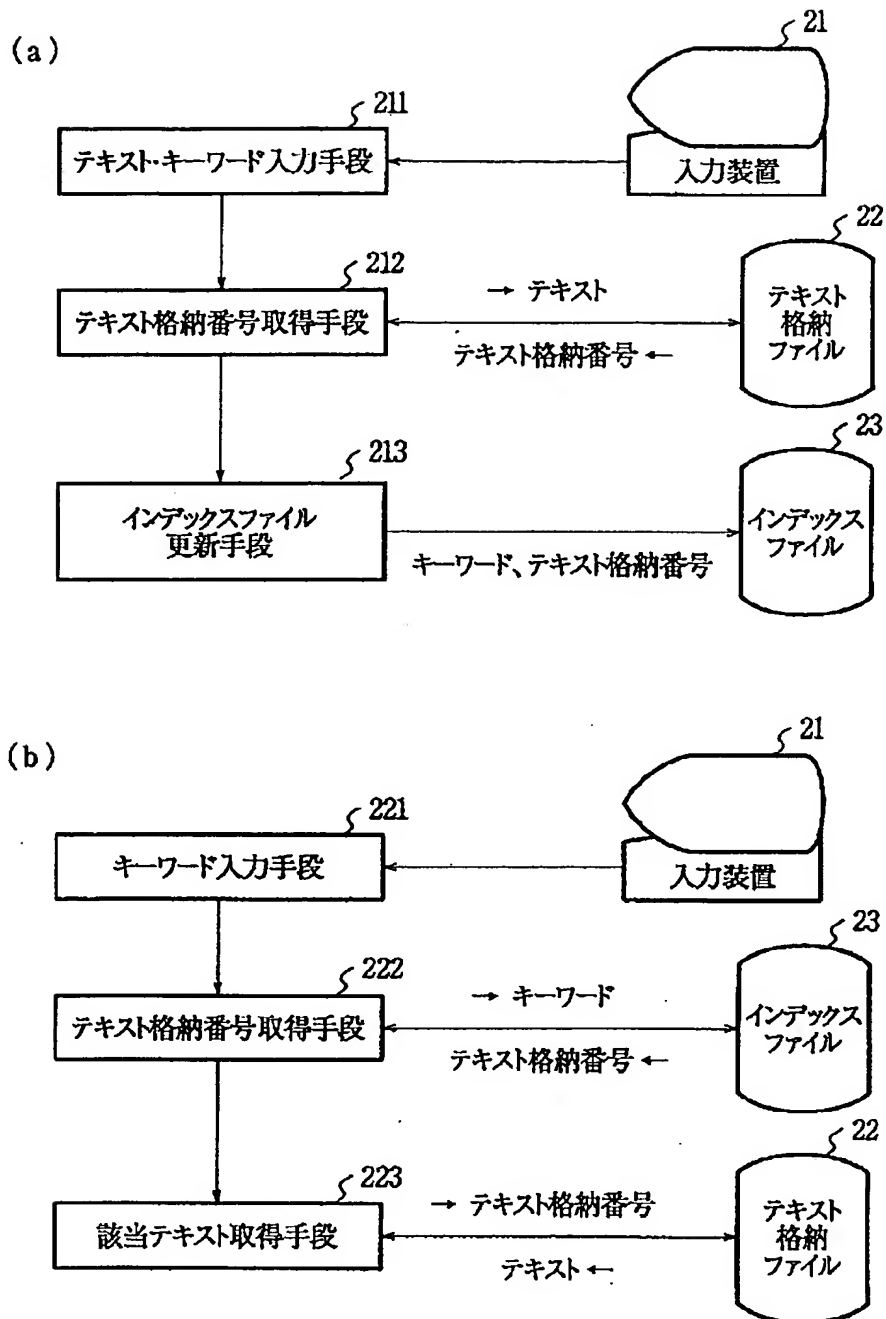 (a)
21
211
テキスト・キーワード入力手段
入力装置
22
212
→ テキスト
テキスト格納番号取得手段
テキスト格納番号 ←
テキスト
格納
ファイル
23
213
インデックスファイル
更新手段
キーワード、テキスト格納番号
インデックス
ファイル
(b)
21
221
キーワード入力手段
入力装置
23
222
→ キーワード
テキスト格納番号取得手段
テキスト格納番号 ←
インデックス
ファイル
22
223
→ テキスト格納番号
該当テキスト取得手段
テキスト ←
テキスト
格納
ファイル